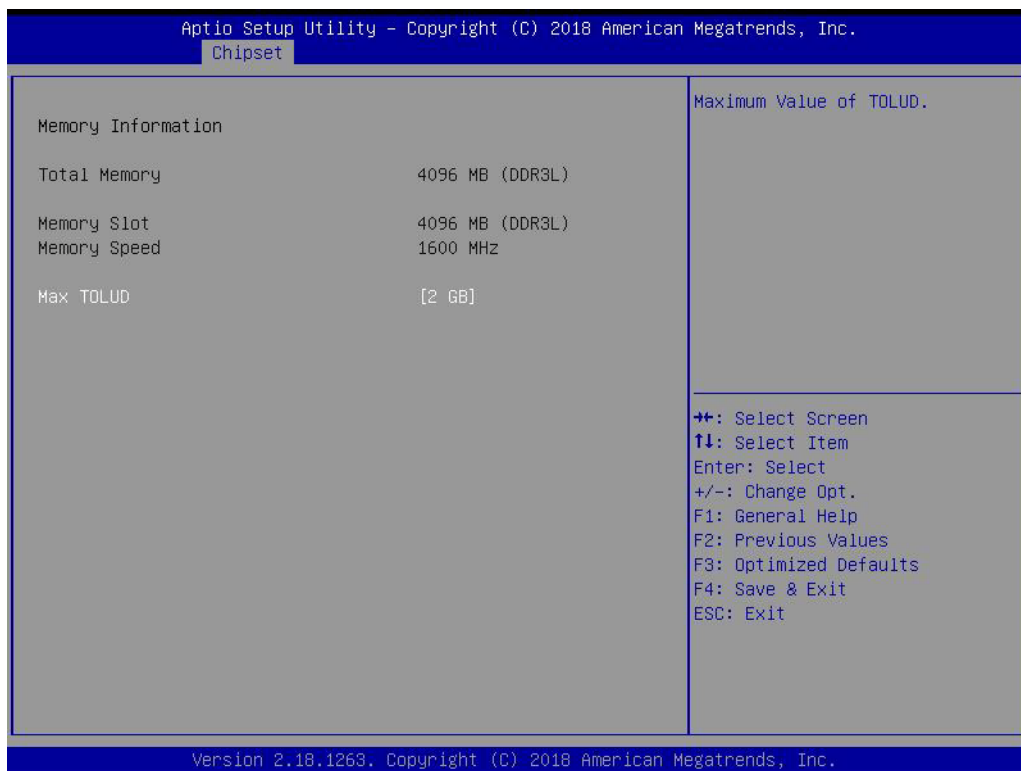 Aptio Setup Utility – Copyright (C) 2018 American Megatrends, Inc.
Chipset
Memory Information
Total Memory 4096 MB (DDR3L)
Memory Slot 4096 MB (DDR3L)
Memory Speed 1600 MHz
Max TOLUD [2 GB]
Maximum Value of TOLUD.
→←: Select Screen
↑↓: Select Item
Enter: Select
+/-: Change Opt.
F1: General Help
F2: Previous Values
F3: Optimized Defaults
F4: Save & Exit
ESC: Exit
Version 2.18.1263. Copyright (C) 2018 American Megatrends, Inc.